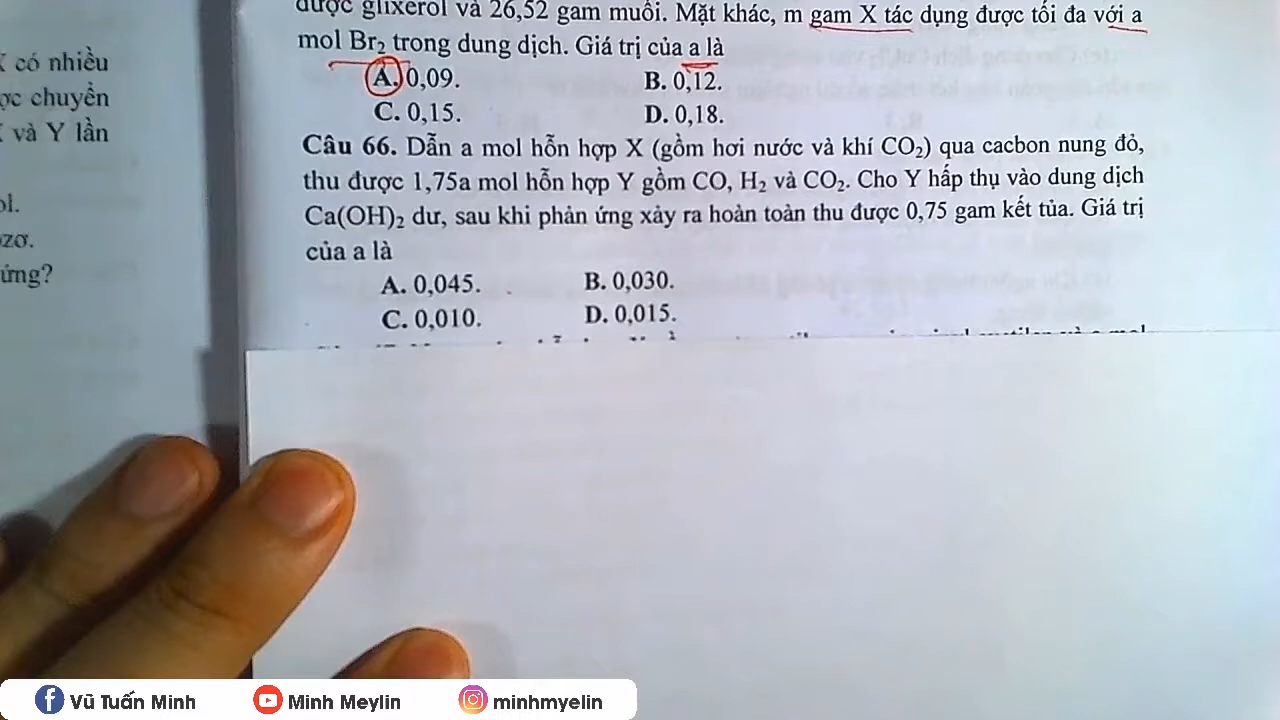 được glixerol và 26,52 gam muối. Mặt khác, m gam X tác dụng được tối đa với a
mol Br₂ trong dung dịch. Giá trị của a là
A. 0,09. B. 0,12.
C. 0,15. D. 0,18.
Câu 66. Dẫn a mol hỗn hợp X (gồm hơi nước và khí CO₂) qua cacbon nung đỏ,
thu được 1,75a mol hỗn hợp Y gồm CO, H₂ và CO₂. Cho Y hấp thụ vào dung dịch
Ca(OH)₂ dư, sau khi phản ứng xảy ra hoàn toàn thu được 0,75 gam kết tủa. Giá trị
của a là
A. 0,045. B. 0,030.
C. 0,010. D. 0,015.
có nhiều
ợc chuyển
và Y lần
ol.
zơ.
ứng?
Vũ Tuấn Minh
Minh Meylin
minhmyelin